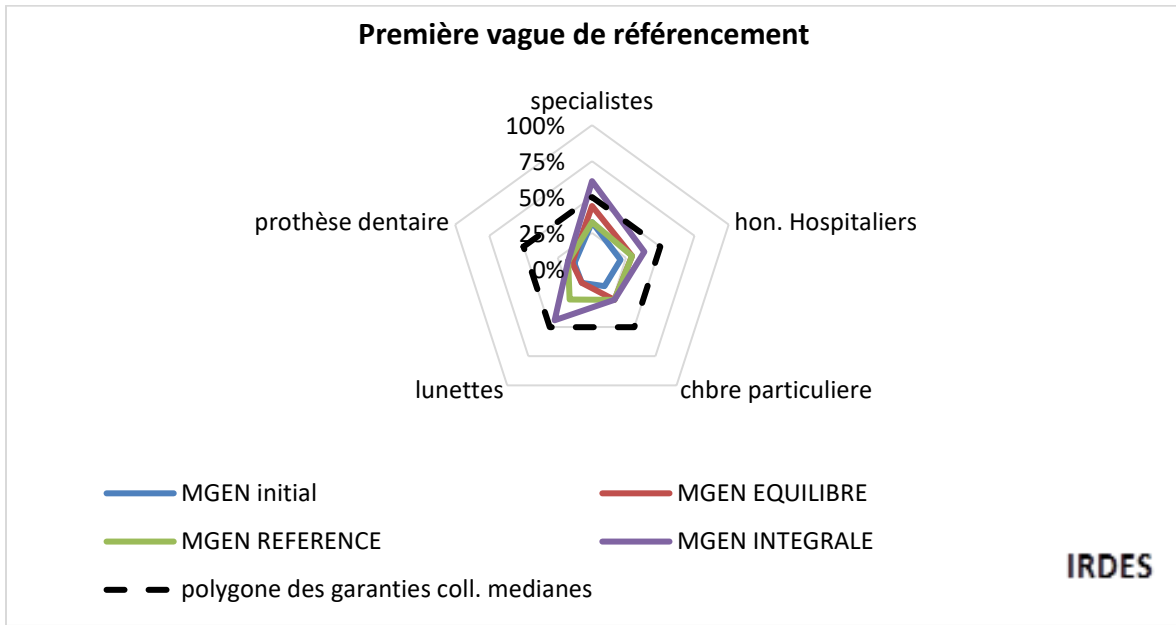 Première vague de référencement
specialistes
100%
75%
50%
25%
0%
prothèse dentaire
hon. Hospitaliers
lunettes
chbre particuliere
MGEN initial
MGEN EQUILIBRE
MGEN REFERENCE
MGEN INTEGRALE
polygone des garanties coll. medianes
IRDES